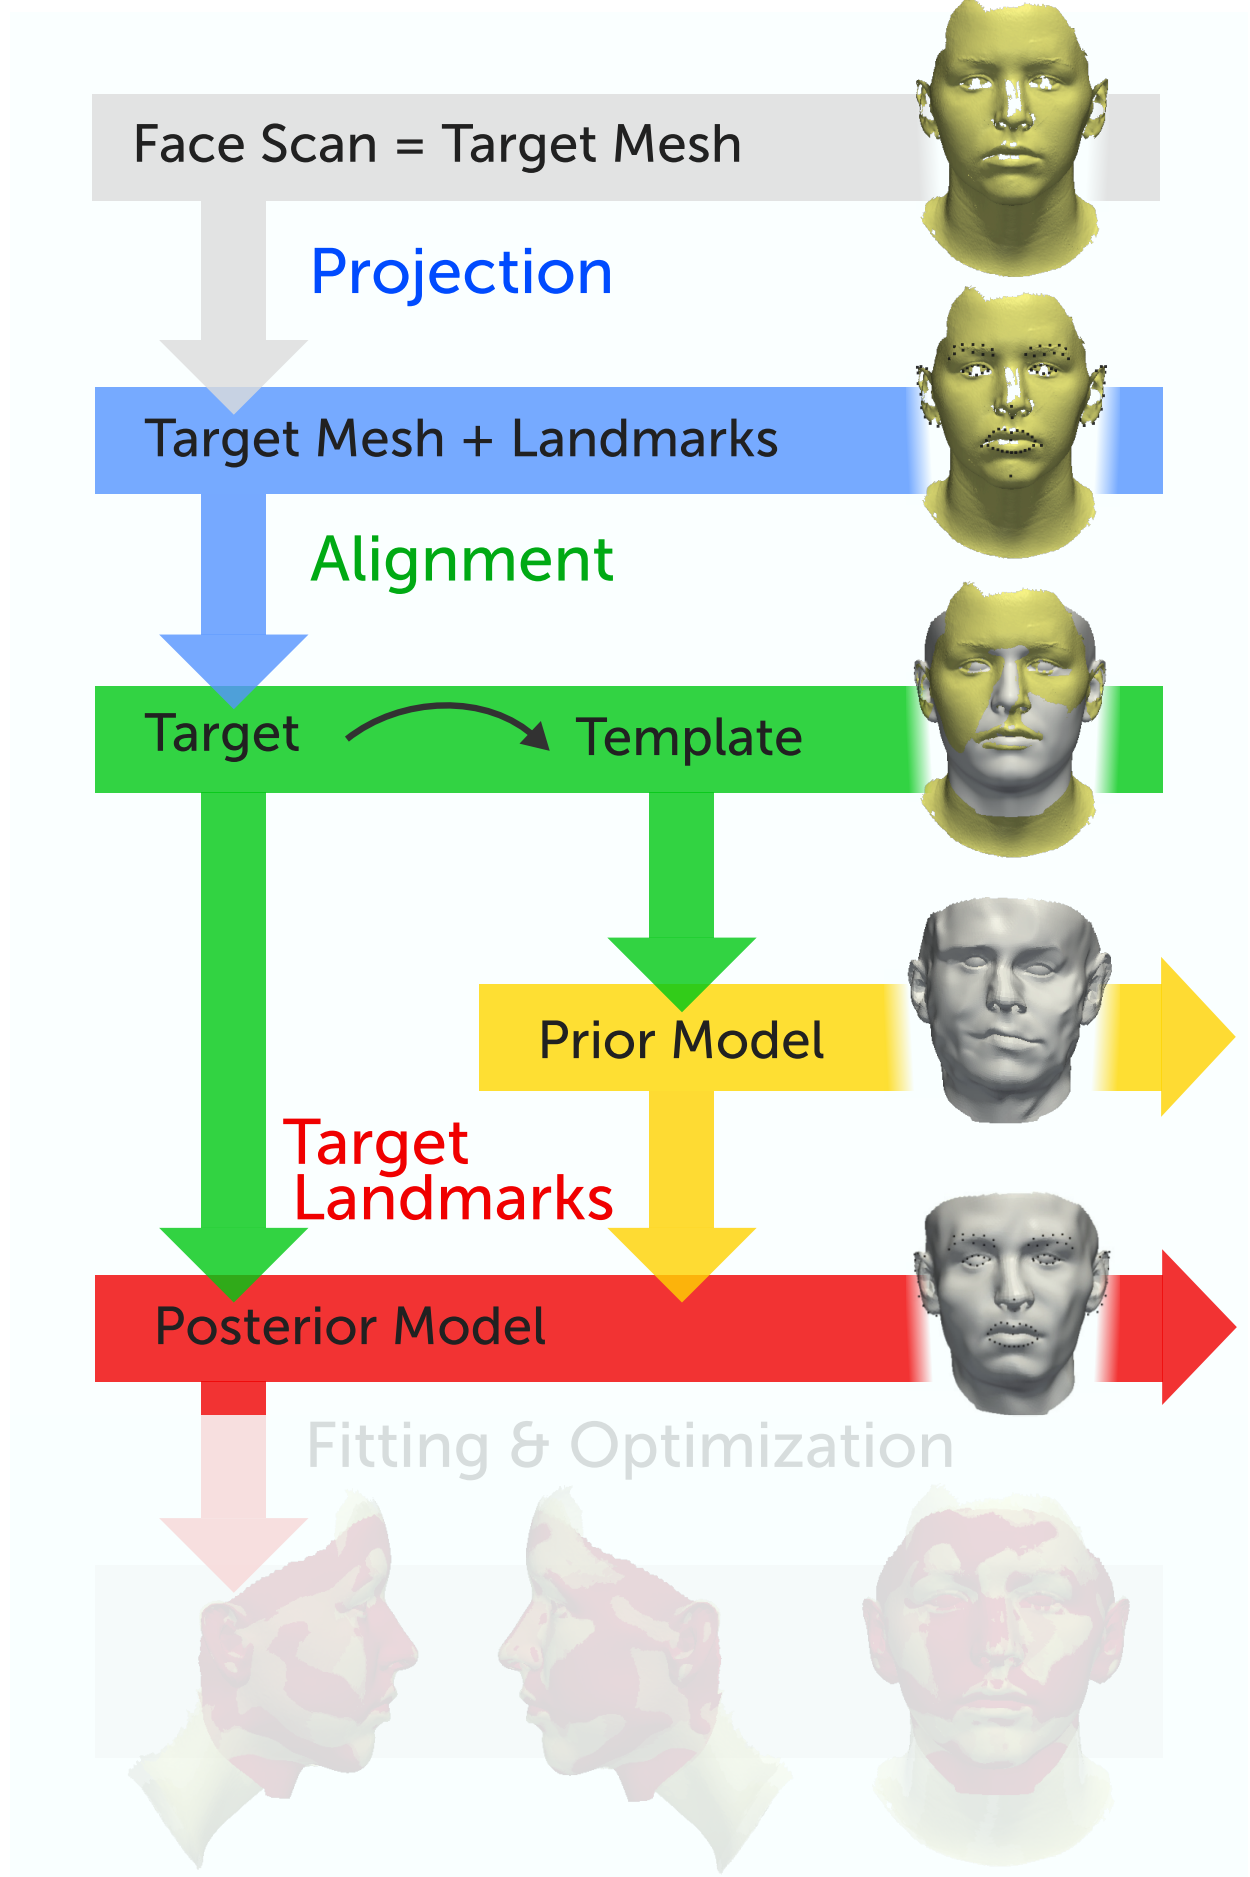 Face Scan = Target Mesh
Projection
Target Mesh + Landmarks
Alignment
Target
Template
Prior Model
Target
Landmarks
Posterior Model
Fitting & Optimization